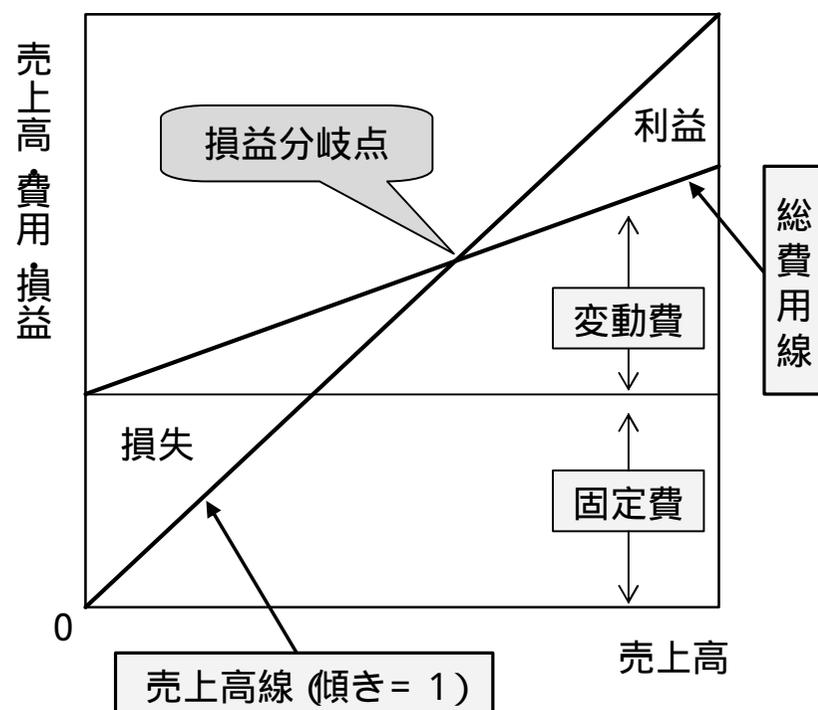 売上高・費用・損益
損益分岐点
利益
総費用線
変動費
損失
固定費
0
売上高
売上高線(傾き=1)